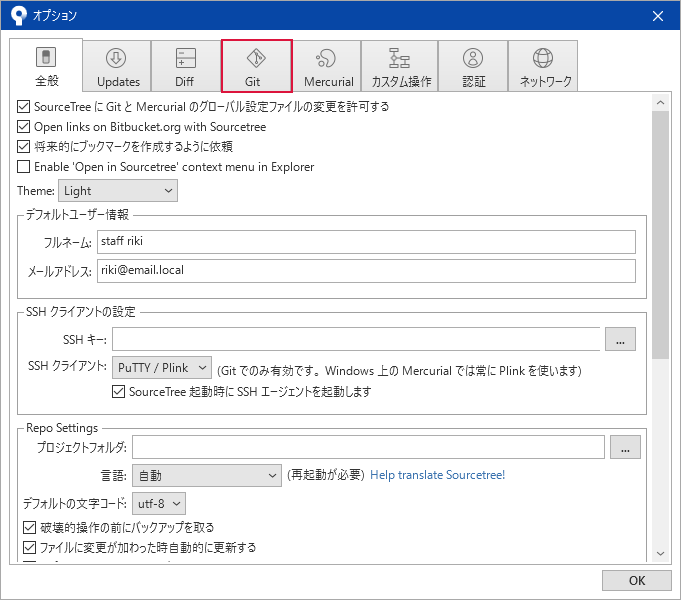 オプション
全般
Updates
Diff
Git
Mercurial
カスタム操作
認証
ネットワーク
SourceTree に Git と Mercurial のグローバル設定ファイルの変更を許可する
Open links on Bitbucket.org with Sourcetree
将来的にブックマークを作成するように依頼
Enable 'Open in Sourcetree' context menu in Explorer
Theme: Light
デフォルトユーザー情報
フルネーム: staff riki
メールアドレス: riki@email.local
SSH クライアントの設定
SSH キー: ...
SSH クライアント: PuTTY / Plink (Git でのみ有効です。 Windows 上の Mercurial では常に Plink を使います)
SourceTree 起動時に SSH エージェントを起動します
Repo Settings
プロジェクトフォルダ: ...
言語: 自動 (再起動が必要) Help translate Sourcetree!
デフォルトの文字コード: utf-8
破壊的操作の前にバックアップを取る
ファイルに変更が加わった時自動的に更新する
OK